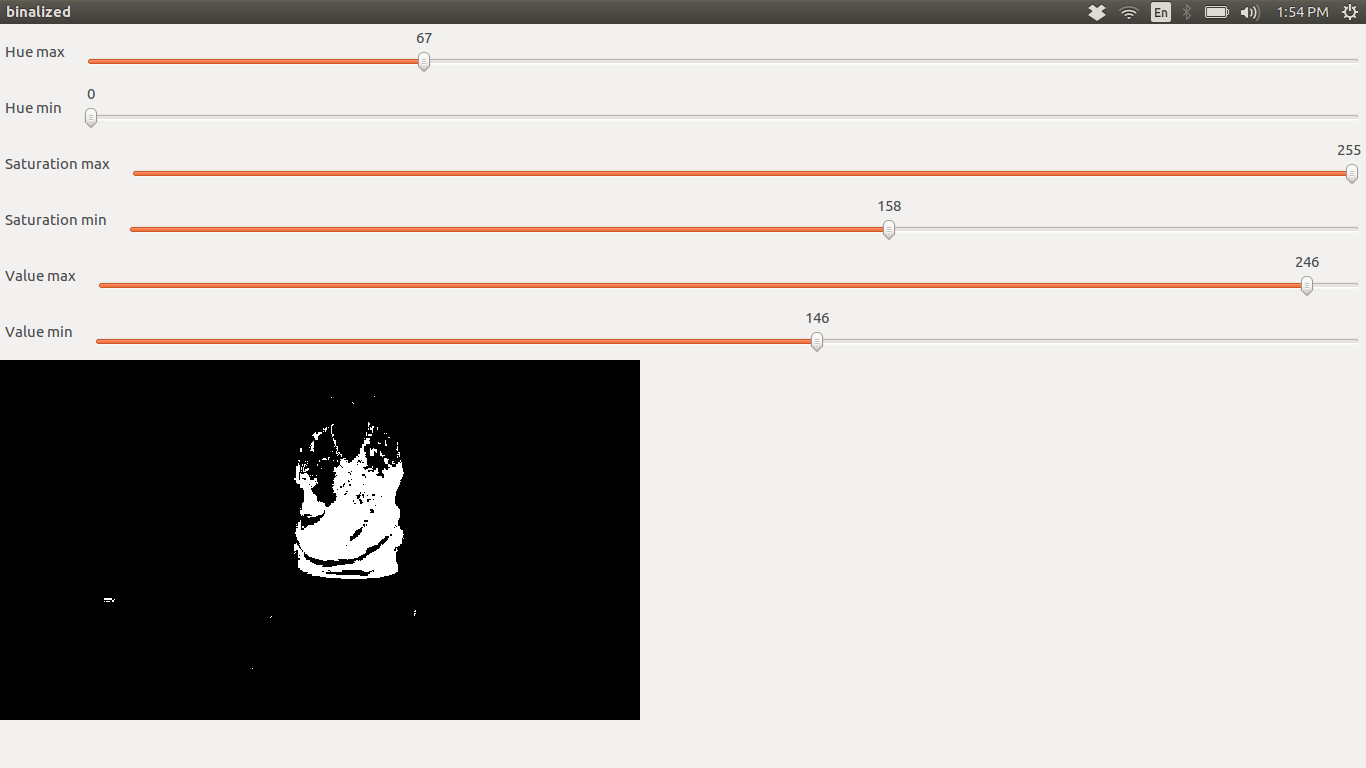 binalized En 1:54 PM
67
Hue max
0
Hue min
255
Saturation max
158
Saturation min
246
Value max
146
Value min